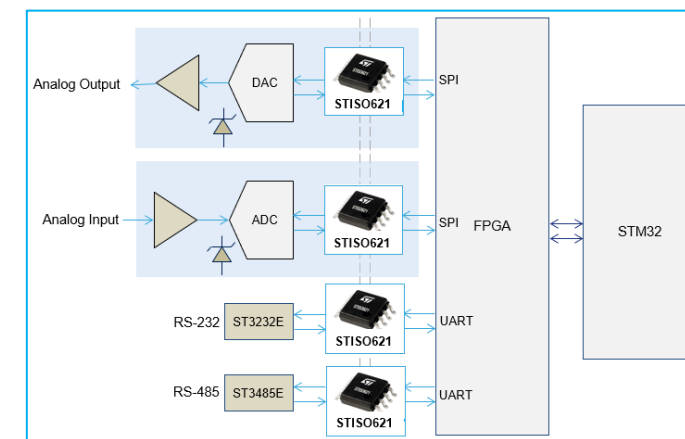 Analog Output
DAC
STISO621
SPI
Analog Input
ADC
STISO621
SPI
FPGA
STM32
RS-232
ST3232E
STISO621
UART
RS-485
ST3485E
STISO621
UART